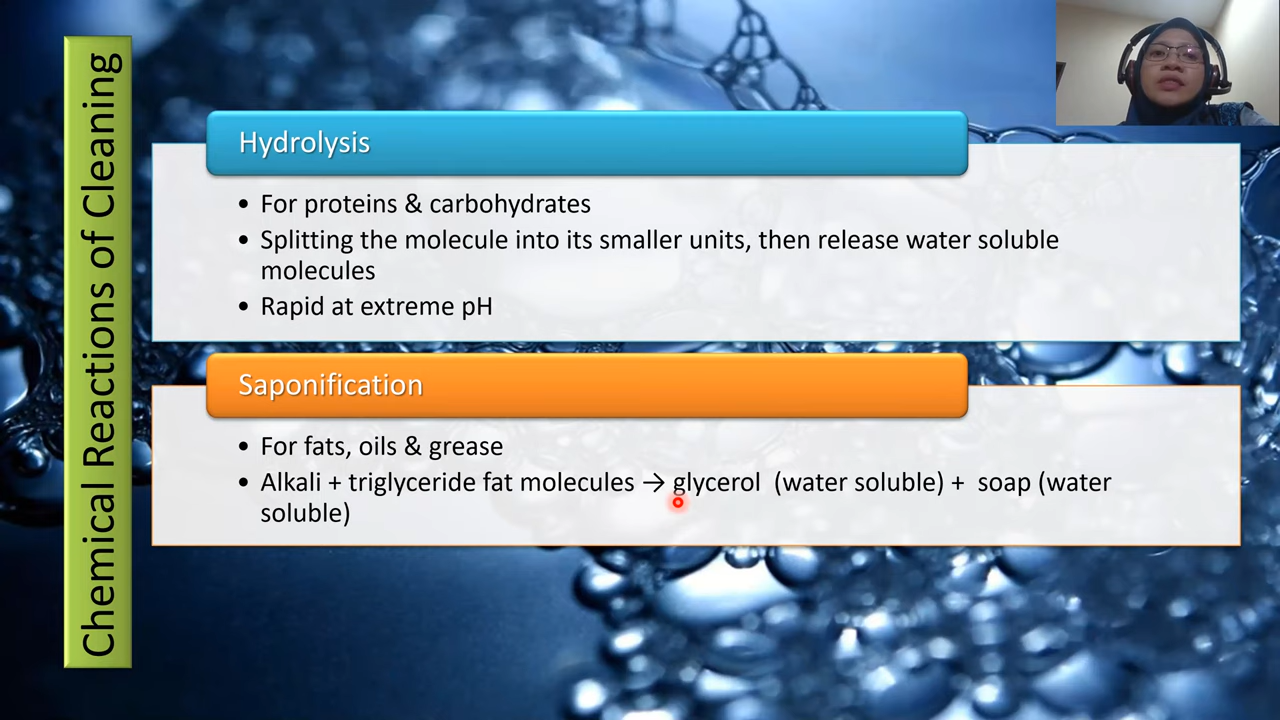 Chemical Reactions of Cleaning
Hydrolysis
• For proteins & carbohydrates
• Splitting the molecule into its smaller units, then release water soluble
molecules
• Rapid at extreme pH
Saponification
• For fats, oils & grease
• Alkali + triglyceride fat molecules → glycerol (water soluble) + soap (water
soluble)